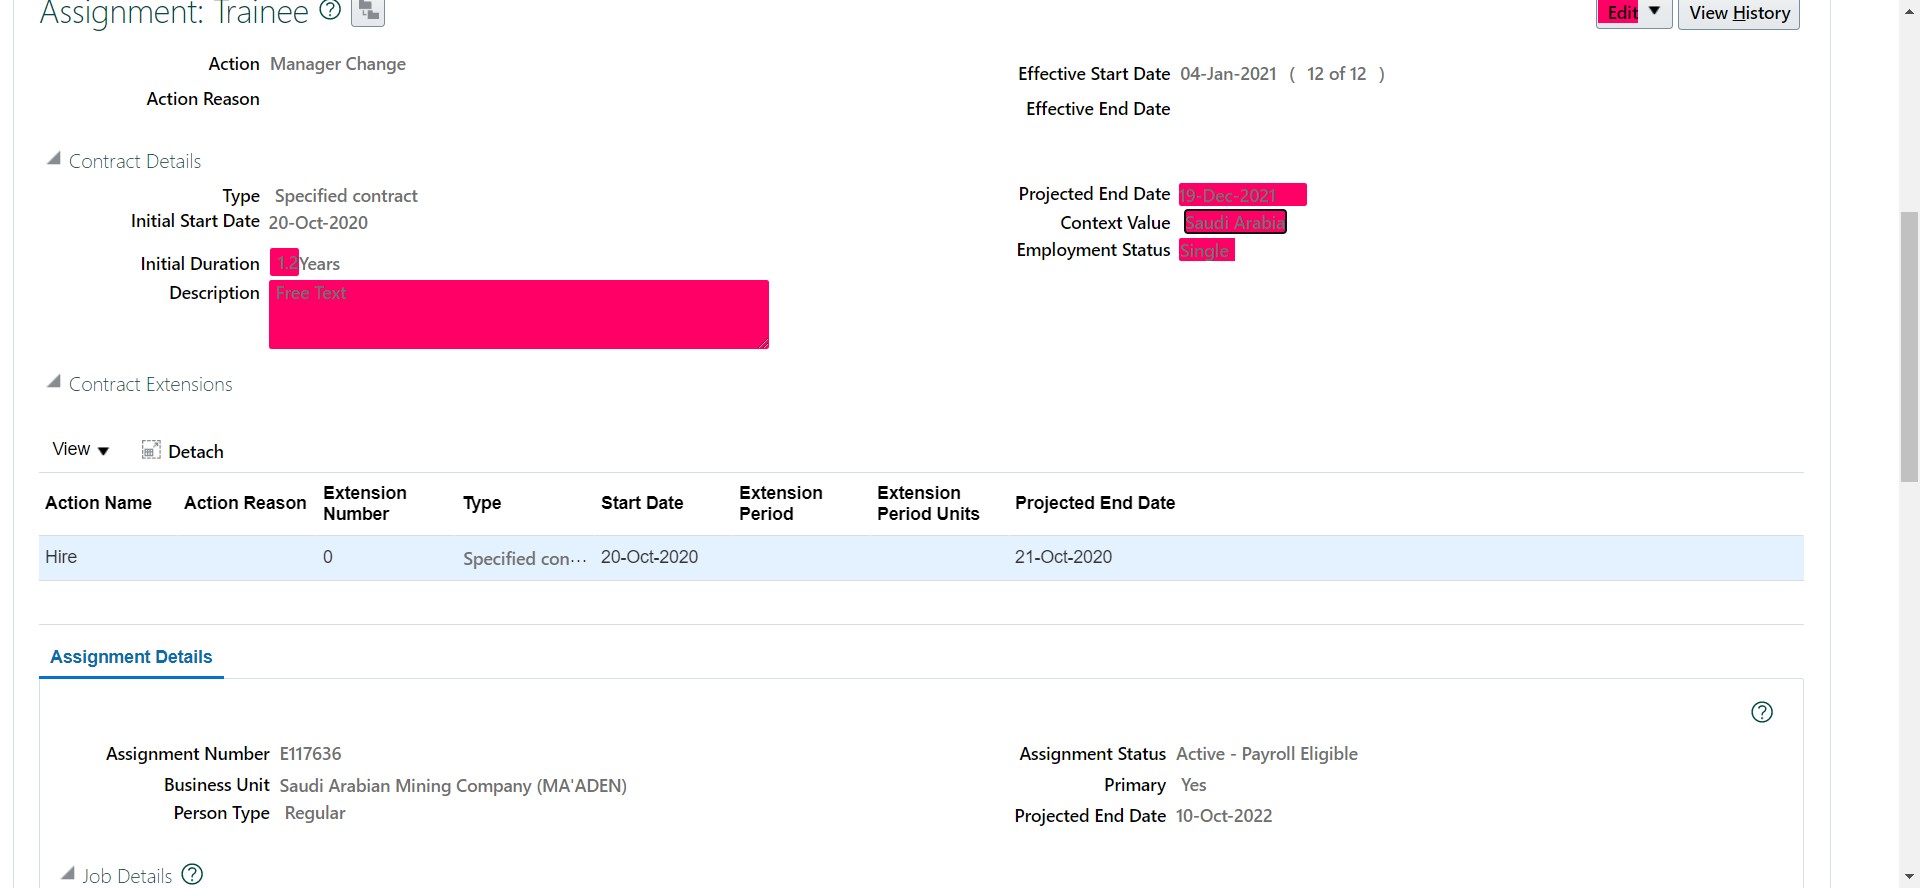 Assignment: Trainee
Edit
View History
Action Manager Change
Action Reason
Effective Start Date 04-Jan-2021 ( 12 of 12 )
Effective End Date
Contract Details
Type Specified contract
Initial Start Date 20-Oct-2020
Initial Duration 1.2Years
Description Free Text
Projected End Date 19-Dec-2021
Context Value Saudi Arabia
Employment Status Single
Contract Extensions
View
Detach
Action Name Action Reason Extension Number Type Start Date Extension Period Extension Period Units Projected End Date
Hire 0 Specified con... 20-Oct-2020 21-Oct-2020
Assignment Details
Assignment Number E117636
Business Unit Saudi Arabian Mining Company (MA'ADEN)
Person Type Regular
Assignment Status Active - Payroll Eligible
Primary Yes
Projected End Date 10-Oct-2022
Job Details